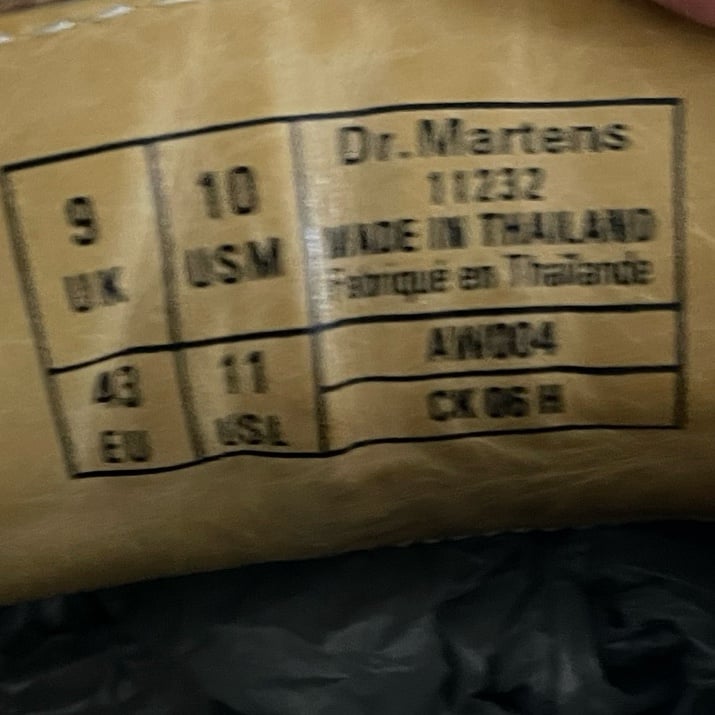 9
UK
10
USM
Dr.Martens
11232
MADE IN THAILAND
Fabriqué en Thaïlande
43
EU
11
USL
AW004
CK 06 H